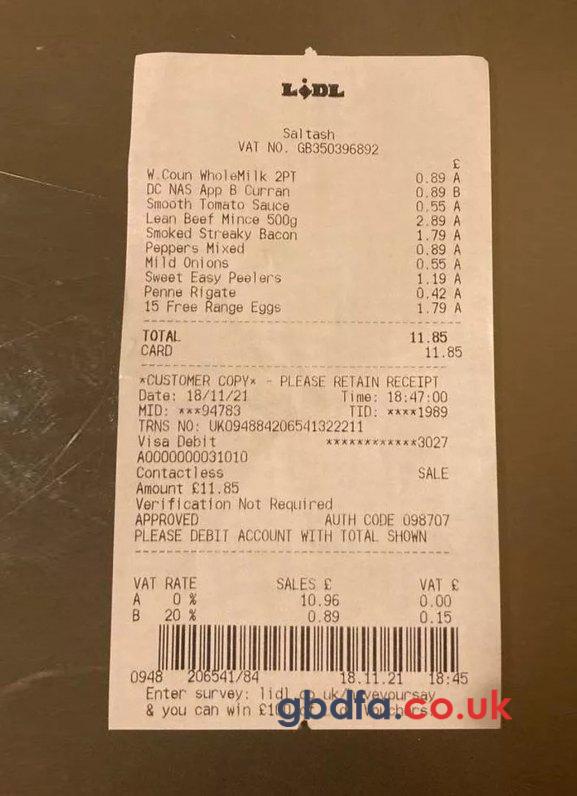 LiDL
Saltash
VAT NO. GB350396892
£
W.Coun WholeMilk 2PT 0.89 A
DC NAS App B Curran 0.89 B
Smooth Tomato Sauce 0.55 A
Lean Beef Mince 500g 2.89 A
Smoked Streaky Bacon 1.79 A
Peppers Mixed 0.89 A
Mild Onions 0.55 A
Sweet Easy Peelers 1.19 A
Penne Rigate 0.42 A
15 Free Range Eggs 1.79 A
TOTAL 11.85
CARD 11.85
*CUSTOMER COPY* - PLEASE RETAIN RECEIPT
Date: 18/11/21 Time: 18:47:00
MID: ***94783 TID: ****1989
TRNS NO: UK094884206541322211
Visa Debit ************3027
A0000000031010
Contactless SALE
Amount £11.85
Verification Not Required
APPROVED AUTH CODE 098707
PLEASE DEBIT ACCOUNT WITH TOTAL SHOWN
VAT RATE SALES £ VAT £
A 0 % 10.96 0.00
B 20 % 0.89 0.15
0948 206541/84 18.11.21 18:45
Enter survey: lidl.co.uk/haveyoursay
& you can win £100 of Vouchers
gbdfa.co.uk